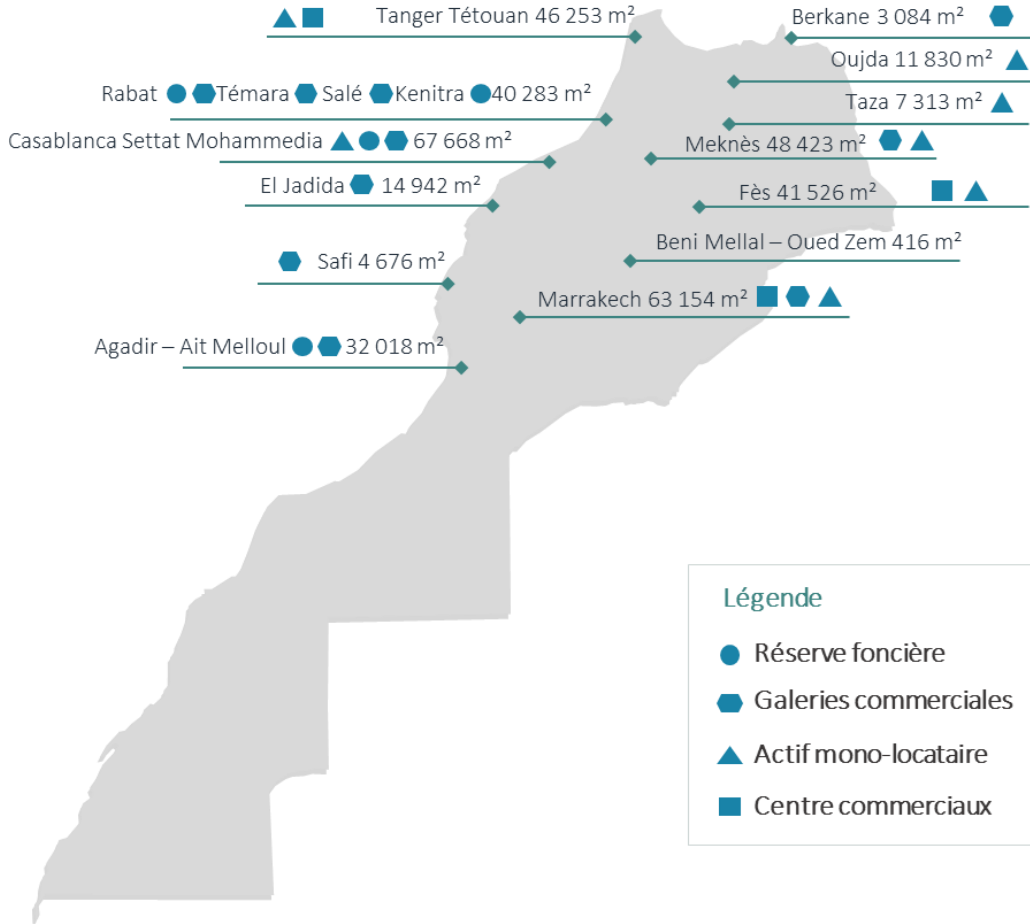 Tanger Tétouan 46 253 m²
Berkane 3 084 m²
Oujda 11 830 m²
Rabat Témara Salé Kenitra 40 283 m²
Taza 7 313 m²
Casablanca Settat Mohammedia 67 668 m²
Meknès 48 423 m²
El Jadida 14 942 m²
Fès 41 526 m²
Beni Mellal – Oued Zem 416 m²
Safi 4 676 m²
Marrakech 63 154 m²
Agadir – Ait Melloul 32 018 m²
Légende
Réserve foncière
Galeries commerciales
Actif mono-locataire
Centre commerciaux